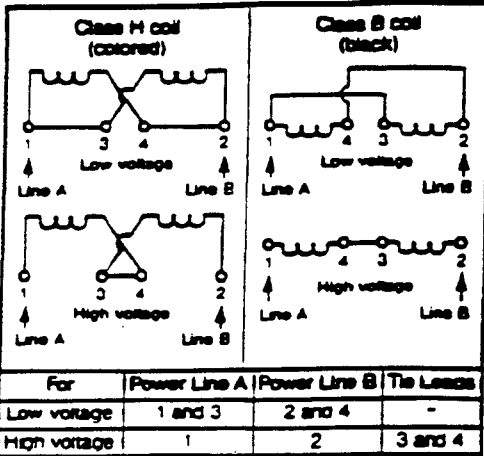 Class H coil
(colored)
1 3 4 2
Low voltage
Line A Line B
1 3 4 2
High voltage
Line A Line B
Class B coil
(black)
1 4 3 2
Low voltage
Line A Line B
1 4 3 2
High voltage
Line A Line B
For Power Line A Power Line B Tie Leads
Low voltage 1 and 3 2 and 4 -
High voltage 1 2 3 and 4